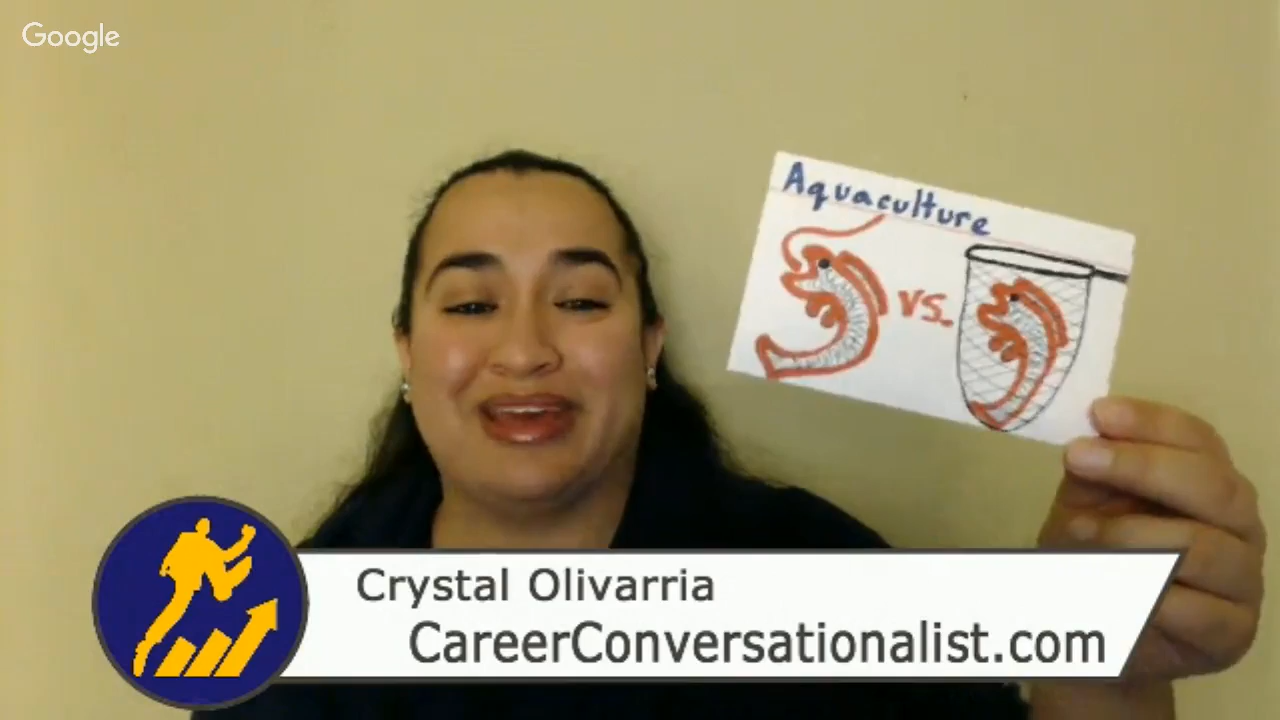 Google
Aquaculture
vs.
Crystal Olivarria
CareerConversationalist.com